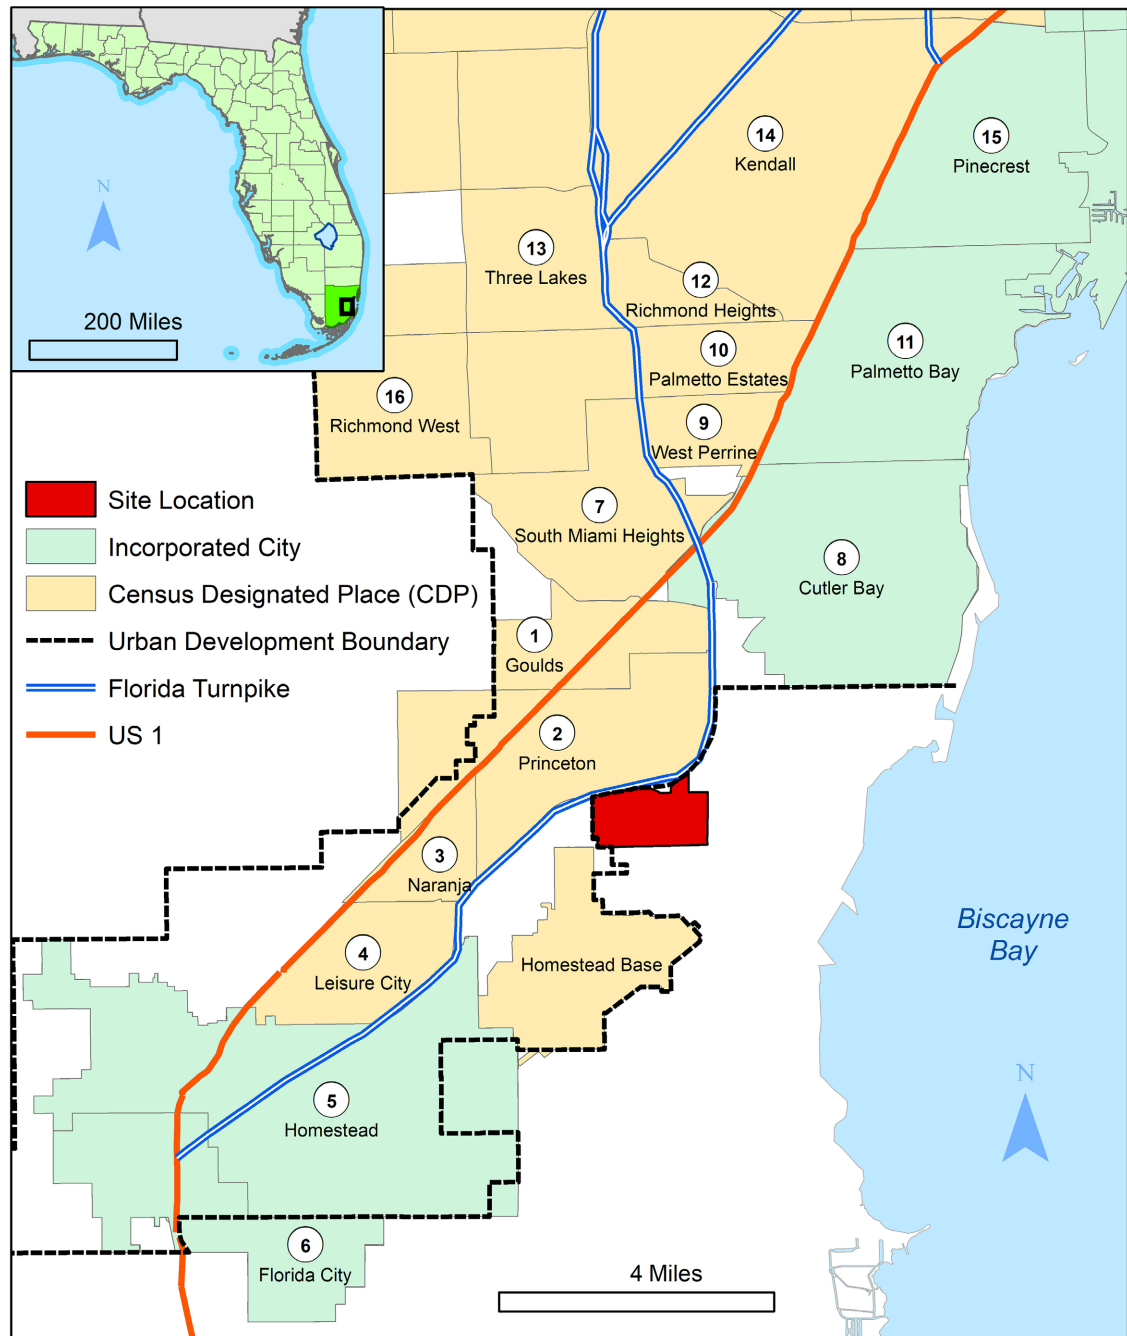 N
200 Miles
14
Kendall
15
Pinecrest
13
Three Lakes
12
Richmond Heights
11
Palmetto Bay
10
Palmetto Estates
16
Richmond West
9
West Perrine
Site Location
Incorporated City
Census Designated Place (CDP)
Urban Development Boundary
Florida Turnpike
US 1
7
South Miami Heights
8
Cutler Bay
1
Goulds
2
Princeton
3
Naranja
4
Leisure City
Homestead Base
Biscayne
Bay
5
Homestead
N
6
Florida City
4 Miles